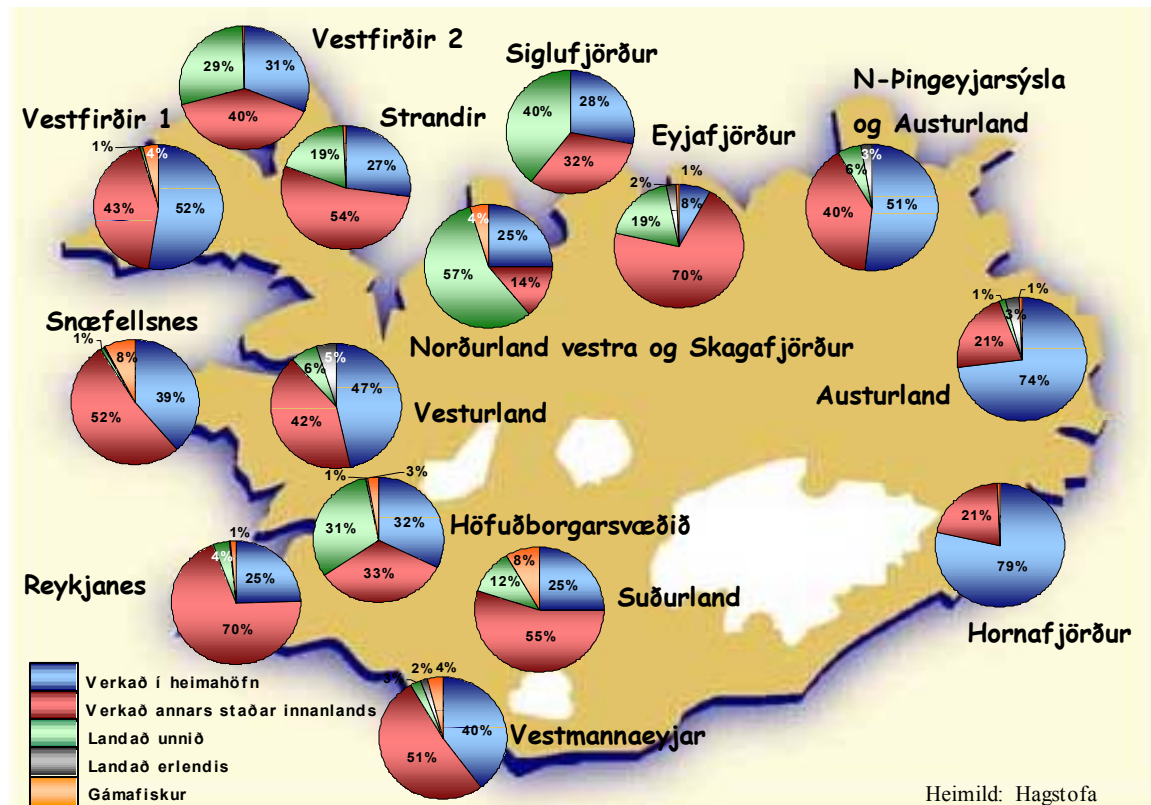 Vestfirðir 2
29%
31%
40%
Vestfirðir 1
1%
4%
43%
52%
Strandir
19%
27%
54%
Siglufjörður
40%
28%
32%
Eyjafjörður
1%
2%
8%
19%
70%
N-Þingeyjarsýsla
og Austurland
3%
6%
40%
51%
4%
25%
14%
57%
Norðurland vestra og Skagafjörður
Snæfellsnes
1%
8%
39%
52%
5%
6%
47%
42%
Vesturland
1%
1%
3%
21%
74%
Austurland
1%
3%
31%
32%
33%
Höfuðborgarsvæðið
21%
79%
Hornafjörður
Reykjanes
1%
4%
25%
70%
8%
12%
25%
55%
Suðurland
2%
4%
3%
40%
51%
Vestmannaeyjar
Verkað í heimahöfn
Verkað annars staðar innanlands
Landað unnið
Landað erlendis
Gámafiskur
Heimild: Hagstofa